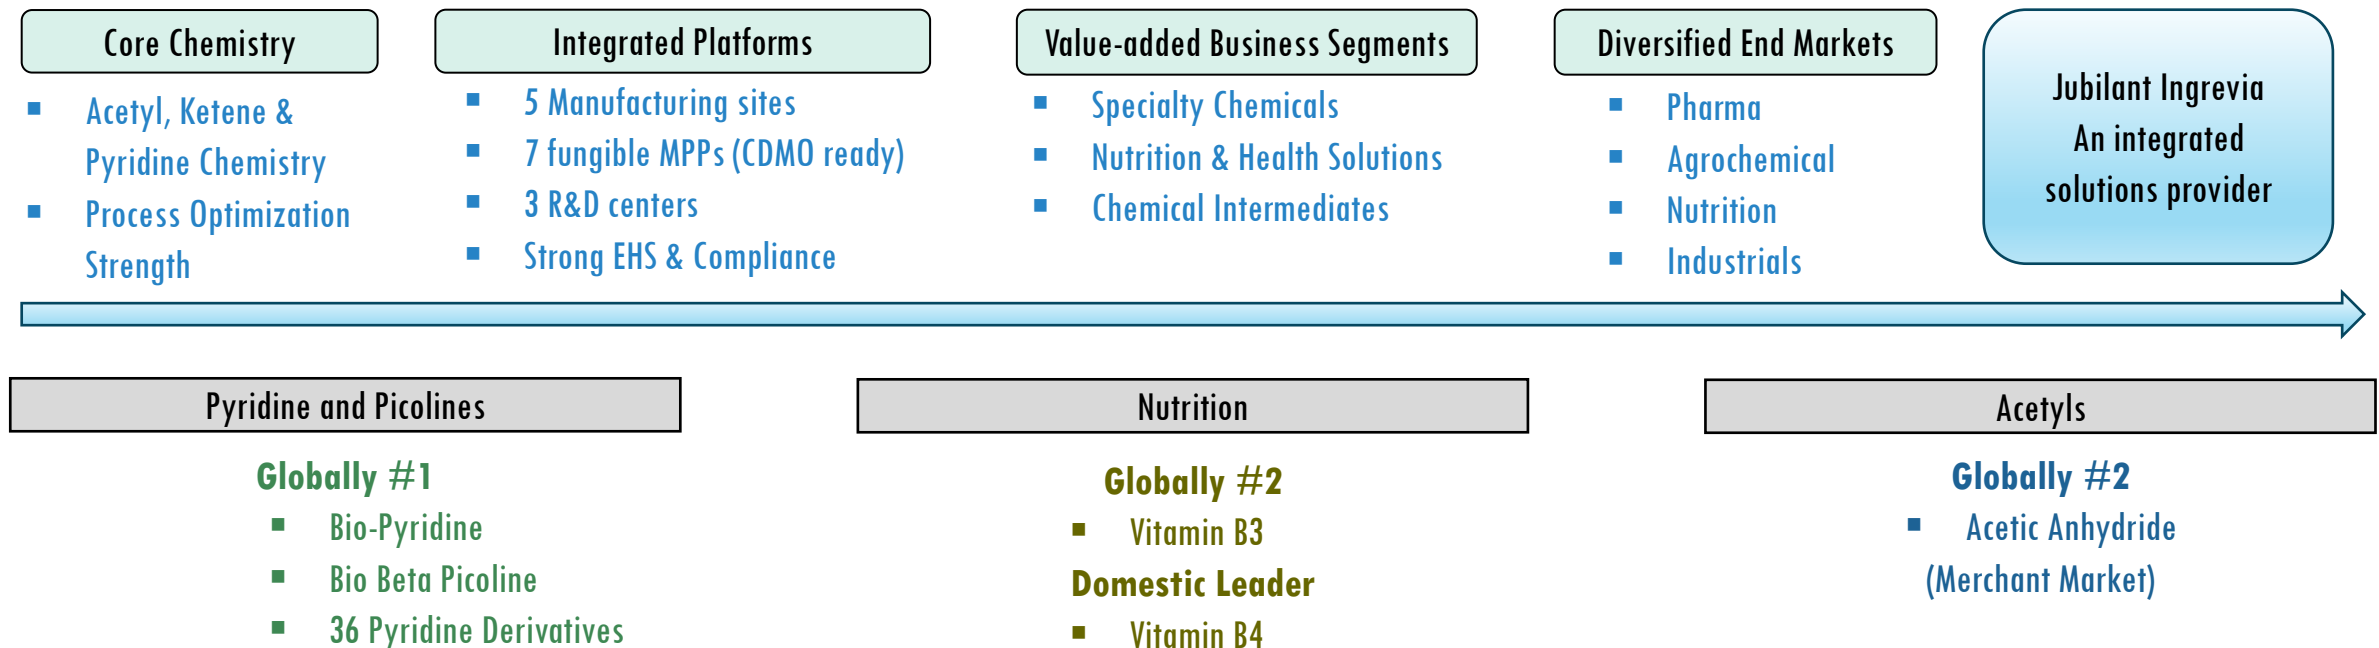 Core Chemistry
Acetyl, Ketene &
Pyridine Chemistry
Process Optimization
Strength
Integrated Platforms
5 Manufacturing sites
7 fungible MPPs (CDMO ready)
3 R&D centers
Strong EHS & Compliance
Value-added Business Segments
Specialty Chemicals
Nutrition & Health Solutions
Chemical Intermediates
Diversified End Markets
Pharma
Agrochemical
Nutrition
Industrials
Jubilant Ingrevia
An integrated
solutions provider
Pyridine and Picolines
Globally #1
Bio-Pyridine
Bio Beta Picoline
36 Pyridine Derivatives
Nutrition
Globally #2
Vitamin B3
Domestic Leader
Vitamin B4
Acetyls
Globally #2
Acetic Anhydride
(Merchant Market)